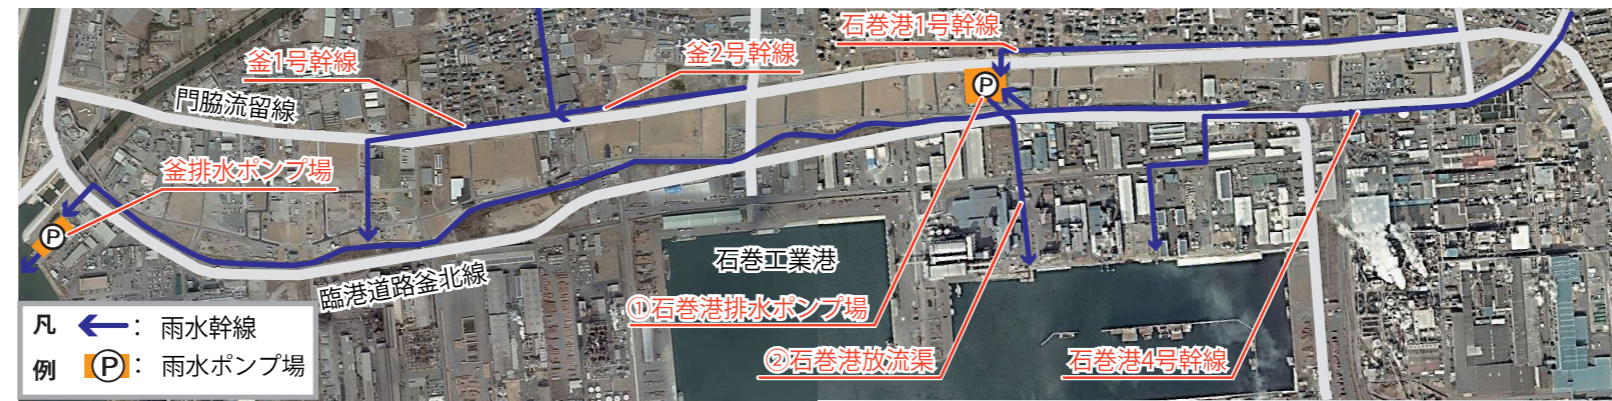 石巻港1号幹線
釜2号幹線
釜1号幹線
門脇流留線
P
釜排水ポンプ場
P
石巻工業港
臨港道路釜北線
①石巻港排水ポンプ場
②石巻港放流渠
石巻港4号幹線
凡例
：雨水幹線
P：雨水ポンプ場